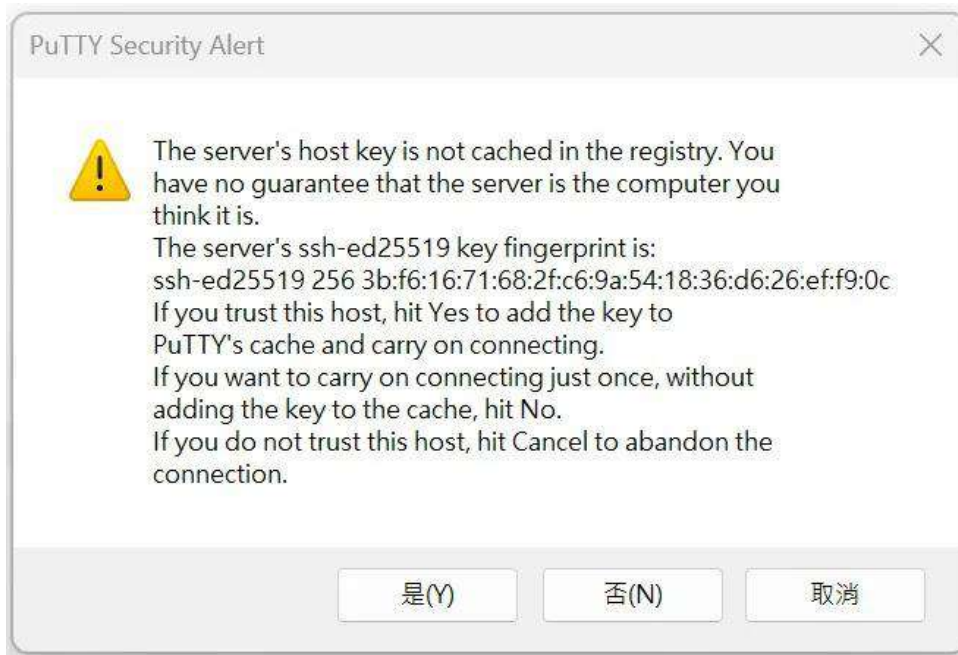 PuTTY Security Alert
The server's host key is not cached in the registry. You
have no guarantee that the server is the computer you
think it is.
The server's ssh-ed25519 key fingerprint is:
ssh-ed25519 256 3b:f6:16:71:68:2f:c6:9a:54:18:36:d6:26:ef:f9:0c
If you trust this host, hit Yes to add the key to
PuTTY's cache and carry on connecting.
If you want to carry on connecting just once, without
adding the key to the cache, hit No.
If you do not trust this host, hit Cancel to abandon the
connection.
是(Y) 否(N) 取消